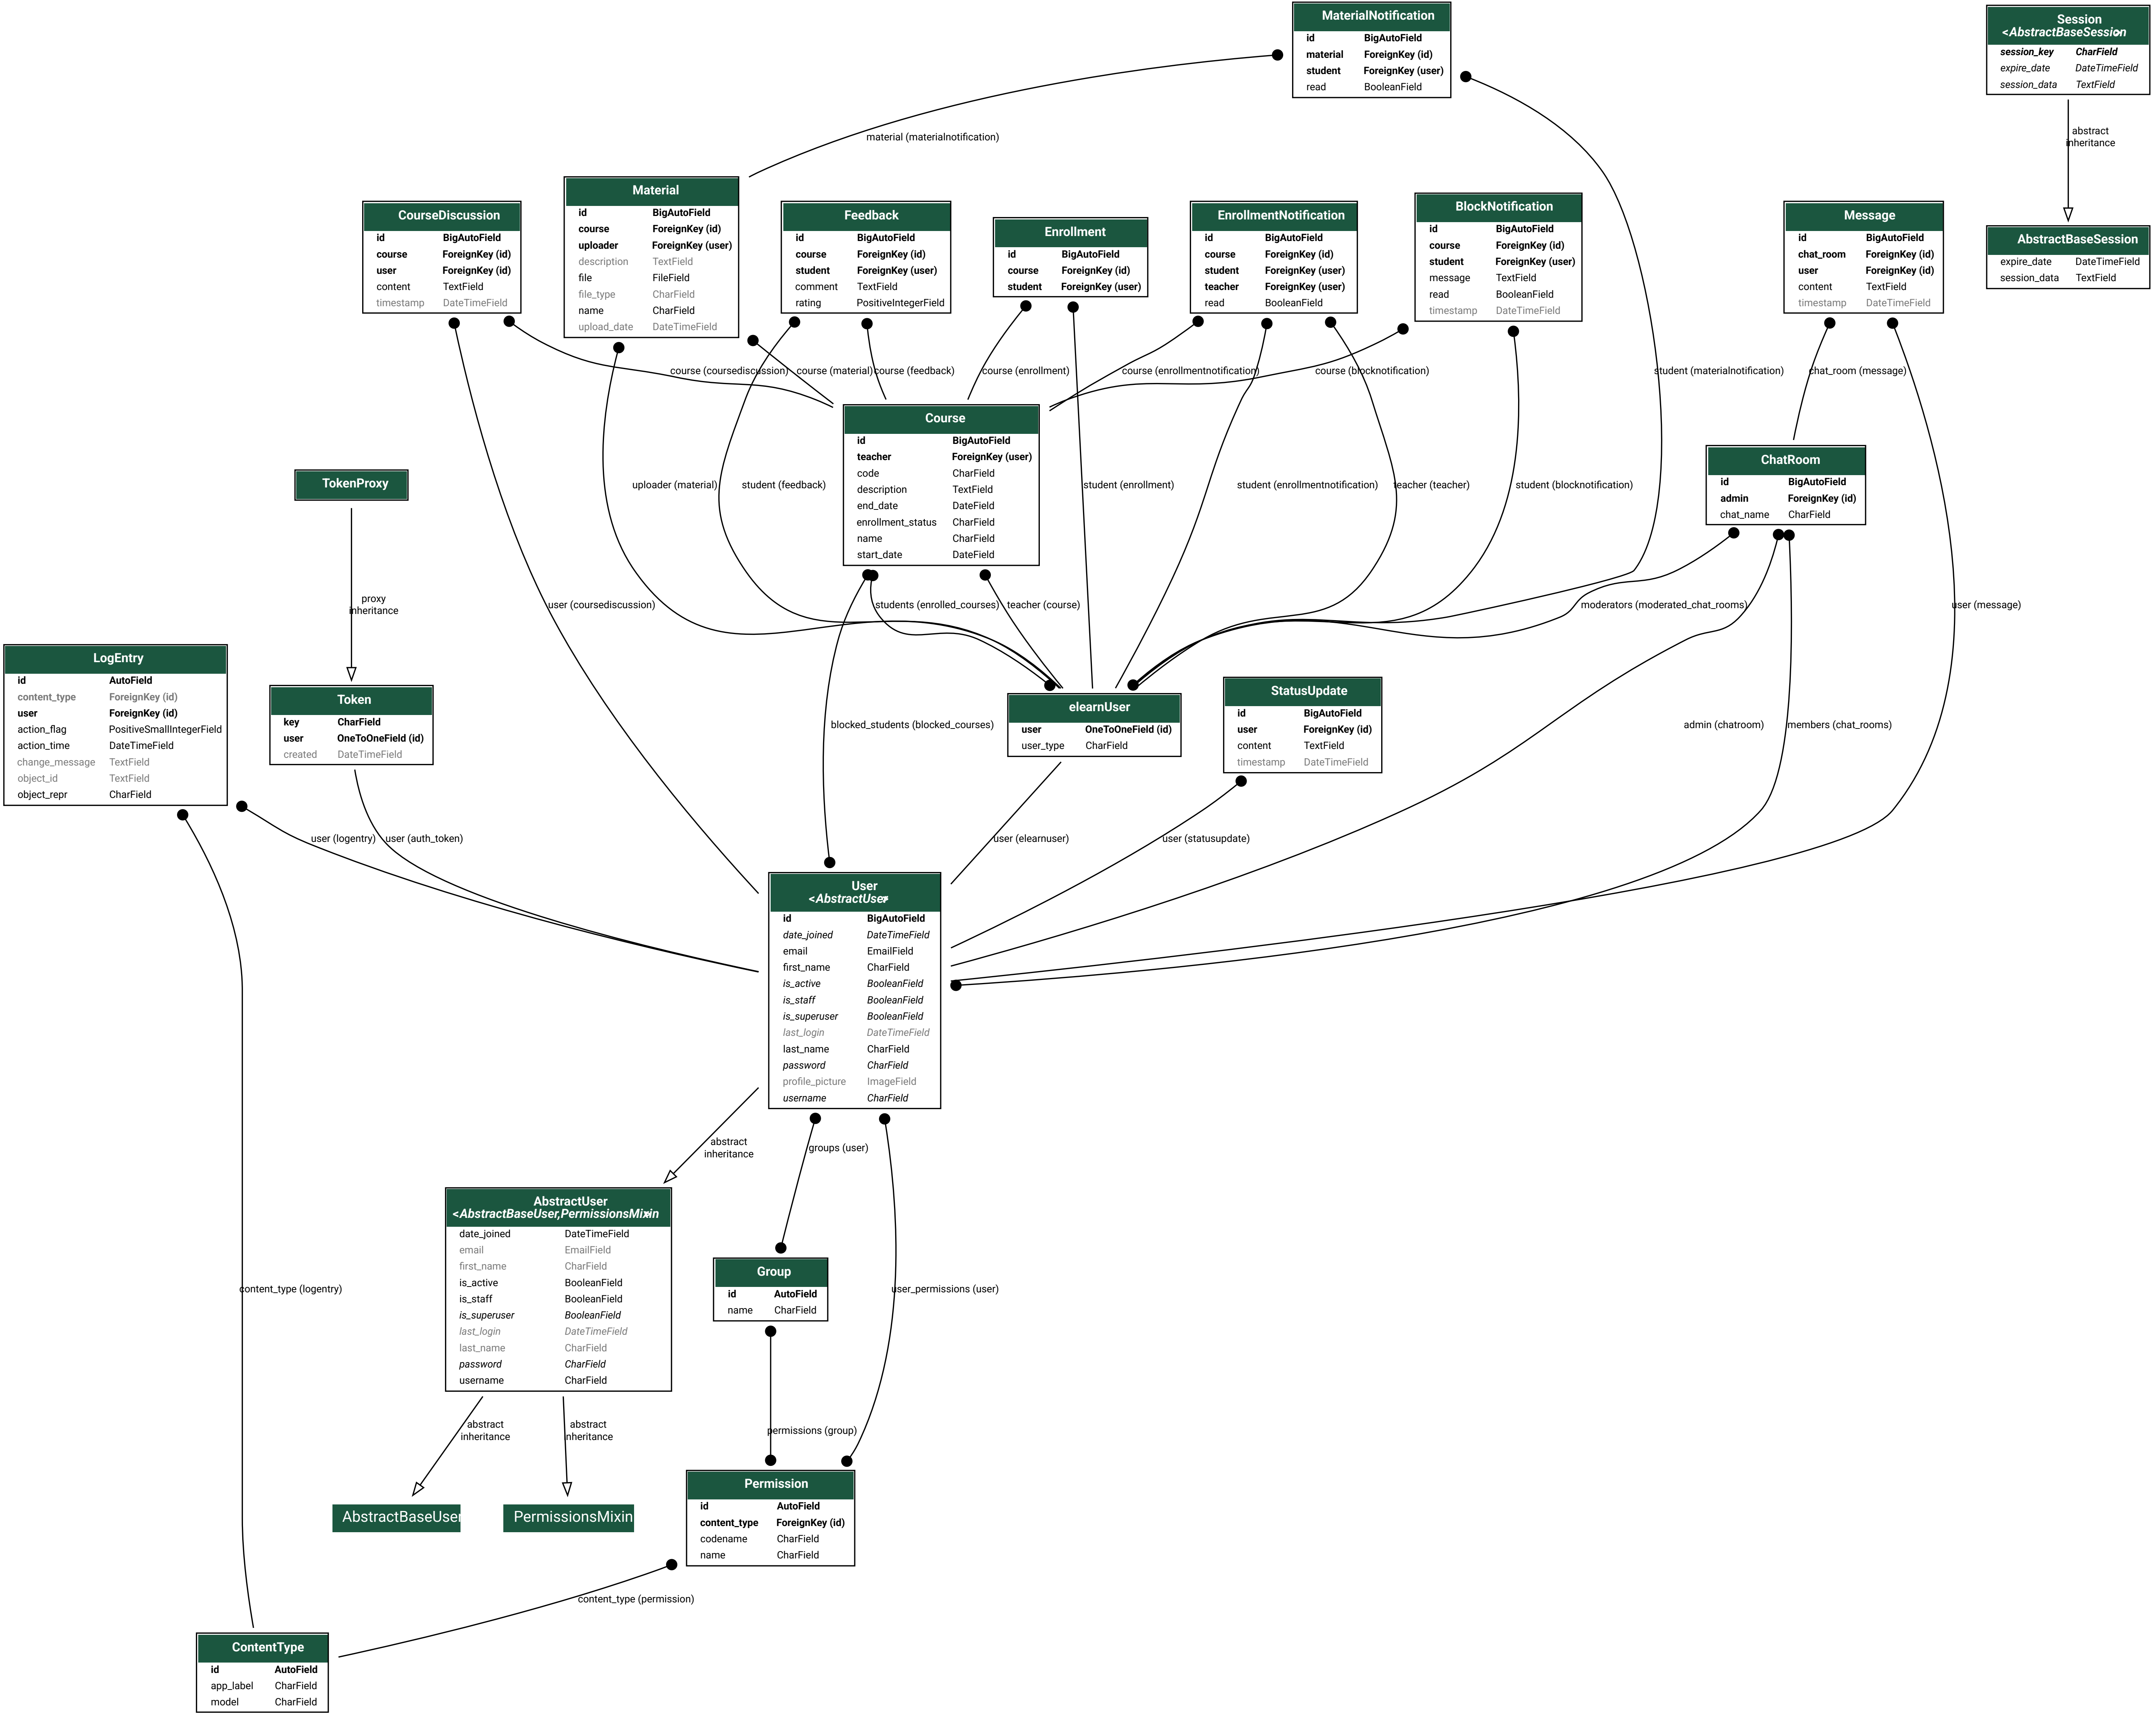 MaterialNotification
id BigAutoField
material ForeignKey (id)
student ForeignKey (user)
read BooleanField
Session
<AbstractBaseSession>
session_key CharField
expire_date DateTimeField
session_data TextField
material (materialnotification)
abstract
inheritance
CourseDiscussion
id BigAutoField
course ForeignKey (id)
user ForeignKey (id)
content TextField
timestamp DateTimeField
Material
id BigAutoField
course ForeignKey (id)
uploader ForeignKey (user)
description TextField
file FileField
file_type CharField
name CharField
upload_date DateTimeField
Feedback
id BigAutoField
course ForeignKey (id)
student ForeignKey (user)
comment TextField
rating PositiveIntegerField
Enrollment
id BigAutoField
course ForeignKey (id)
student ForeignKey (user)
EnrollmentNotification
id BigAutoField
course ForeignKey (id)
student ForeignKey (user)
teacher ForeignKey (user)
read BooleanField
BlockNotification
id BigAutoField
course ForeignKey (id)
student ForeignKey (user)
message TextField
read BooleanField
timestamp DateTimeField
Message
id BigAutoField
chat_room ForeignKey (id)
user ForeignKey (id)
content TextField
timestamp DateTimeField
AbstractBaseSession
expire_date DateTimeField
session_data TextField
course (coursediscussion)
course (material)
course (feedback)
course (enrollment)
course (enrollmentnotification)
course (blocknotification)
student (materialnotification)
chat_room (message)
Course
id BigAutoField
teacher ForeignKey (user)
code CharField
description TextField
end_date DateField
enrollment_status CharField
name CharField
start_date DateField
ChatRoom
id BigAutoField
admin ForeignKey (id)
chat_name CharField
TokenProxy
uploader (material)
student (feedback)
student (enrollment)
student (enrollmentnotification)
teacher (teacher)
student (blocknotification)
proxy
inheritance
user (coursediscussion)
students (enrolled_courses)
teacher (course)
moderators (moderated_chat_rooms)
user (message)
LogEntry
id AutoField
content_type ForeignKey (id)
user ForeignKey (id)
action_flag PositiveSmallIntegerField
action_time DateTimeField
change_message TextField
object_id TextField
object_repr CharField
Token
key CharField
user OneToOneField (id)
created DateTimeField
blocked_students (blocked_courses)
elearnUser
user OneToOneField (id)
user_type CharField
StatusUpdate
id BigAutoField
user ForeignKey (id)
content TextField
timestamp DateTimeField
admin (chatroom)
members (chat_rooms)
user (logentry)
user (auth_token)
user (elearnuser)
user (statusupdate)
User
<AbstractUser>
id BigAutoField
date_joined DateTimeField
email EmailField
first_name CharField
is_active BooleanField
is_staff BooleanField
is_superuser BooleanField
last_login DateTimeField
last_name CharField
password CharField
profile_picture ImageField
username CharField
abstract
inheritance
groups (user)
AbstractUser
<AbstractBaseUser,PermissionsMixin>
date_joined DateTimeField
email EmailField
first_name CharField
is_active BooleanField
is_staff BooleanField
is_superuser BooleanField
last_login DateTimeField
last_name CharField
password CharField
username CharField
Group
id AutoField
name CharField
content_type (logentry)
user_permissions (user)
abstract
inheritance
abstract
inheritance
permissions (group)
AbstractBaseUser
PermissionsMixin
Permission
id AutoField
content_type ForeignKey (id)
codename CharField
name CharField
content_type (permission)
ContentType
id AutoField
app_label CharField
model CharField